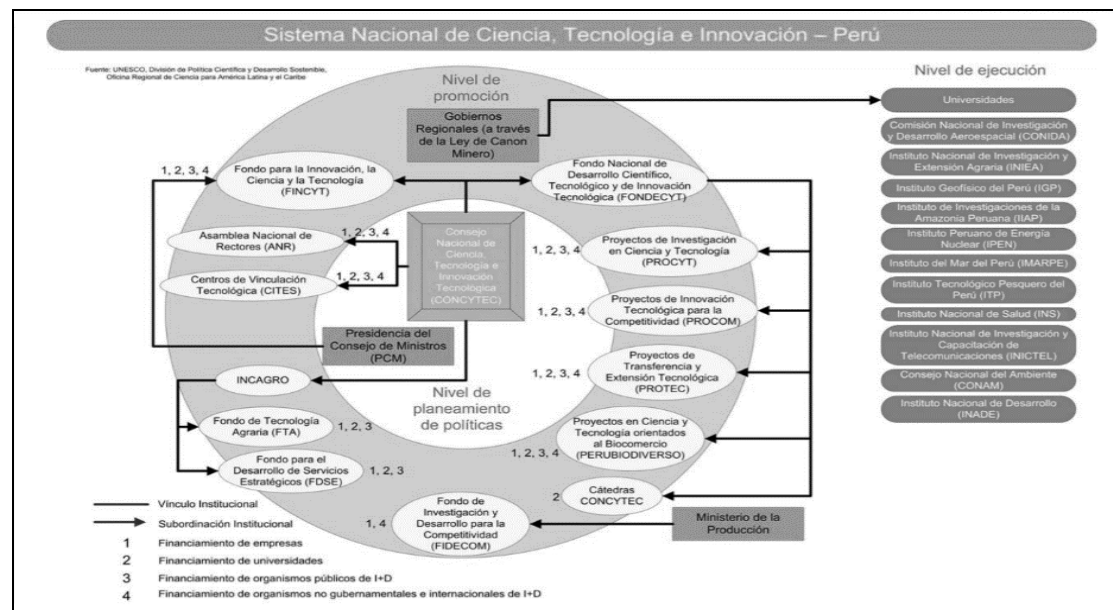 Sistema Nacional de Ciencia, Tecnología e Innovación – Perú
Fuente: UNESCO, División de Política Científica y Desarrollo Sostenible,
Oficina Regional de Ciencia para América Latina y el Caribe
Nivel de
promoción
Gobiernos
Regionales (a través
de la Ley de Canon
Minero)
1, 2, 3, 4
Fondo para la Innovación, la
Ciencia y la Tecnología
(FINCYT)
Fondo Nacional de
Desarrollo Científico,
Tecnológico y de Innovación
Tecnológica (FONDECYT)
Asamblea Nacional de
Rectores (ANR)
1, 2, 3, 4
Centros de Vinculación
Tecnológica (CITES)
1, 2, 3, 4
Consejo
Nacional de
Ciencia,
Tecnología e
Innovación
Tecnológica
(CONCYTEC)
1, 2, 3, 4
Proyectos de Investigación
en Ciencia y Tecnología
(PROCYT)
1, 2, 3, 4
Proyectos de Innovación
Tecnológica para la
Competitividad (PROCOM)
Presidencia del
Consejo de Ministros
(PCM)
1, 2, 3, 4
Proyectos de
Transferencia y
Extensión Tecnológica
(PROTEC)
INCAGRO
Nivel de
planeamiento
de políticas
Fondo de Tecnología
Agraria (FTA)
1, 2, 3
1, 2, 3, 4
Proyectos en Ciencia y
Tecnología orientados
al Biocomercio
(PERUBIODIVERSO)
Fondo para el
Desarrollo de Servicios
Estratégicos (FDSE)
1, 2, 3
2
Cátedras
CONCYTEC
1, 4
Fondo de
Investigación y
Desarrollo para la
Competitividad
(FIDECOM)
Ministerio de la
Producción
Nivel de ejecución
Universidades
Comisión Nacional de Investigación
y Desarrollo Aeroespacial (CONIDA)
Instituto Nacional de Investigación y
Extensión Agraria (INIEA)
Instituto Geofísico del Perú (IGP)
Instituto de Investigaciones de la
Amazonia Peruana (IIAP)
Instituto Peruano de Energía
Nuclear (IPEN)
Instituto del Mar del Perú (IMARPE)
Instituto Tecnológico Pesquero del
Perú (ITP)
Instituto Nacional de Salud (INS)
Instituto Nacional de Investigación y
Capacitación de
Telecomunicaciones (INICTEL)
Consejo Nacional del Ambiente
(CONAM)
Instituto Nacional de Desarrollo
(INADE)
Vínculo Institucional
Subordinación Institucional
1 Financiamiento de empresas
2 Financiamiento de universidades
3 Financiamiento de organismos públicos de I+D
4 Financiamiento de organismos no gubernamentales e internacionales de I+D